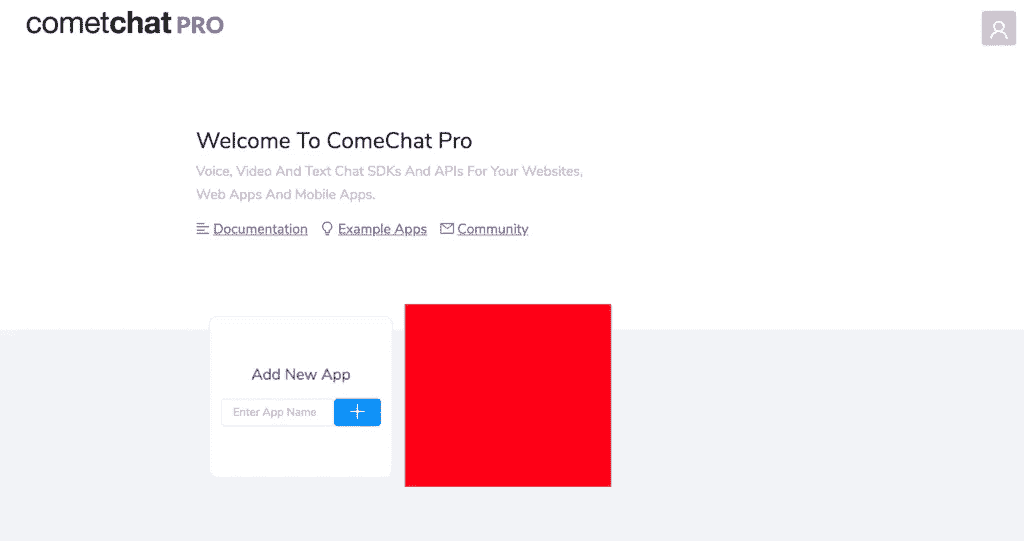 cometchat PRO
Welcome To ComeChat Pro
Voice, Video And Text Chat SDKs And APIs For Your Websites,
Web Apps And Mobile Apps.
Documentation Example Apps Community
Add New App
Enter App Name